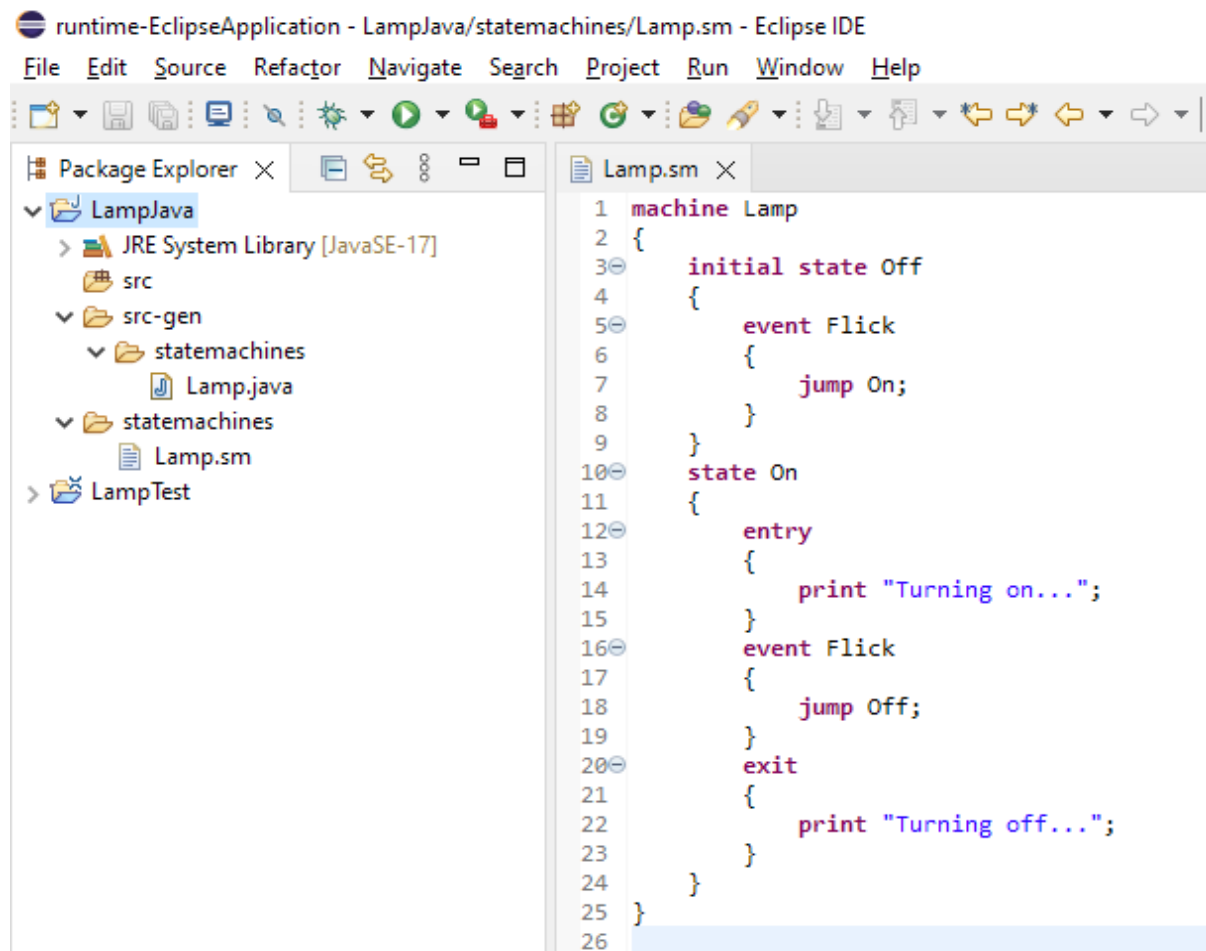 runtime-EclipseApplication - LampJava/statemachines/Lamp.sm - Eclipse IDE
File Edit Source Refactor Navigate Search Project Run Window Help
Package Explorer
LampJava
JRE System Library [JavaSE-17]
src
src-gen
statemachines
Lamp.java
statemachines
Lamp.sm
LampTest
Lamp.sm
1 machine Lamp
2 {
3     initial state Off
4     {
5         event Flick
6         {
7             jump On;
8         }
9     }
10     state On
11     {
12         entry
13         {
14             print "Turning on...";
15         }
16         event Flick
17         {
18             jump Off;
19         }
20         exit
21         {
22             print "Turning off...";
23         }
24     }
25 }
26